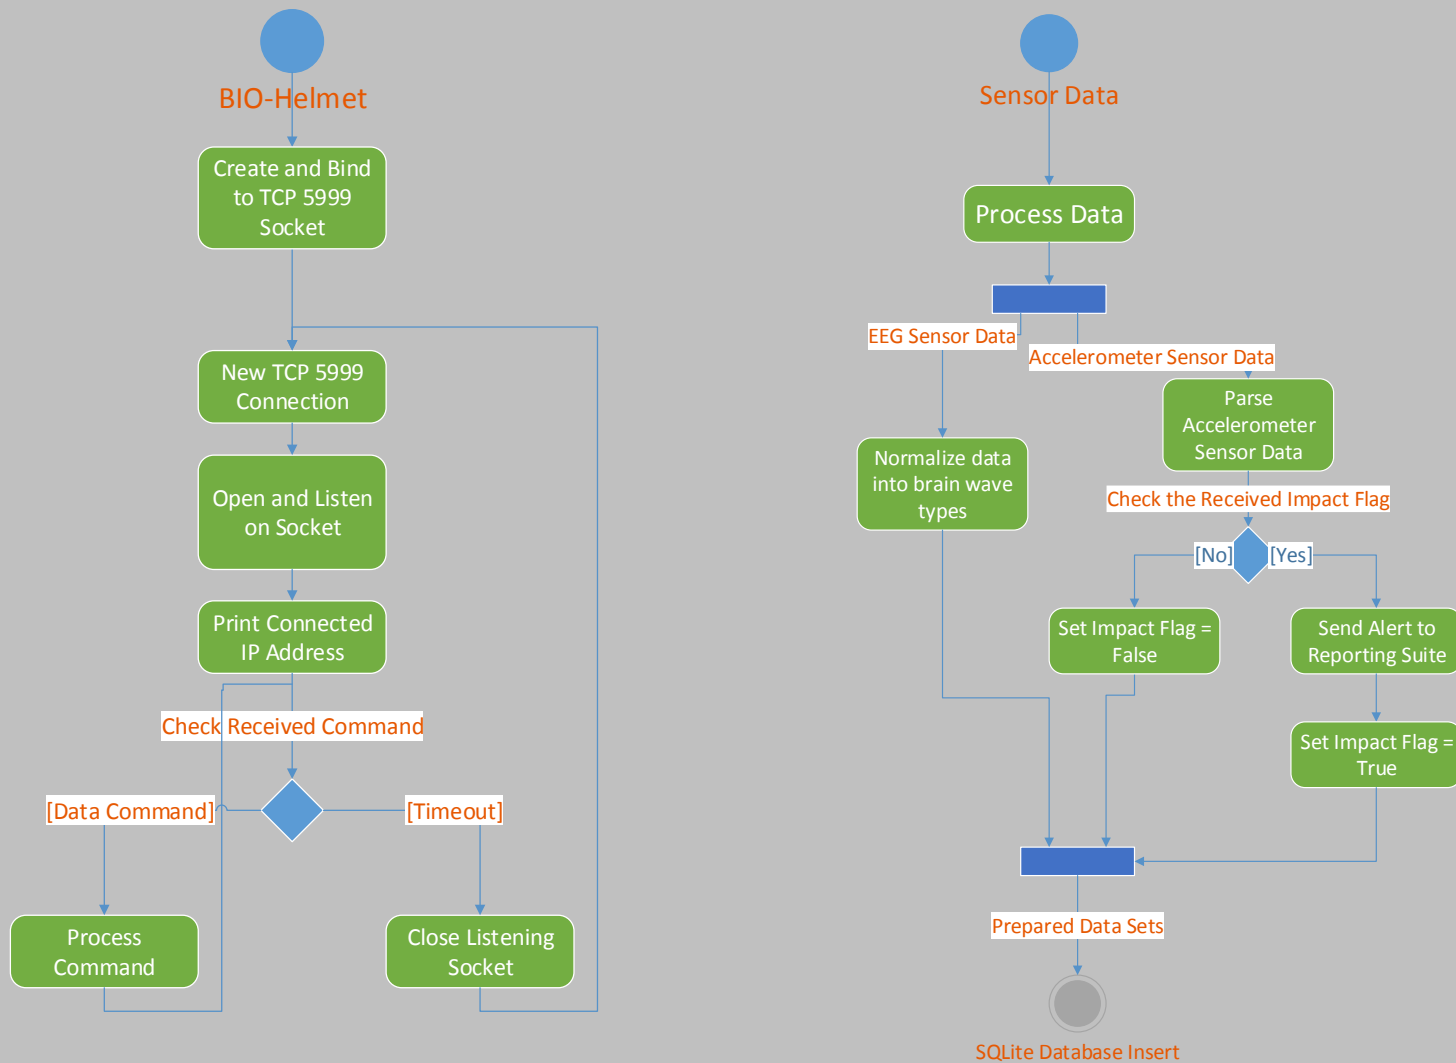 BIO-Helmet
Create and Bind
to TCP 5999
Socket
New TCP 5999
Connection
Open and Listen
on Socket
Print Connected
IP Address
Check Received Command
[Data Command]
[Timeout]
Process
Command
Close Listening
Socket
Sensor Data
Process Data
EEG Sensor Data
Accelerometer Sensor Data
Parse
Accelerometer
Sensor Data
Normalize data
into brain wave
types
Check the Received Impact Flag
[No]
[Yes]
Set Impact Flag =
False
Send Alert to
Reporting Suite
Set Impact Flag =
True
Prepared Data Sets
SQLite Database Insert